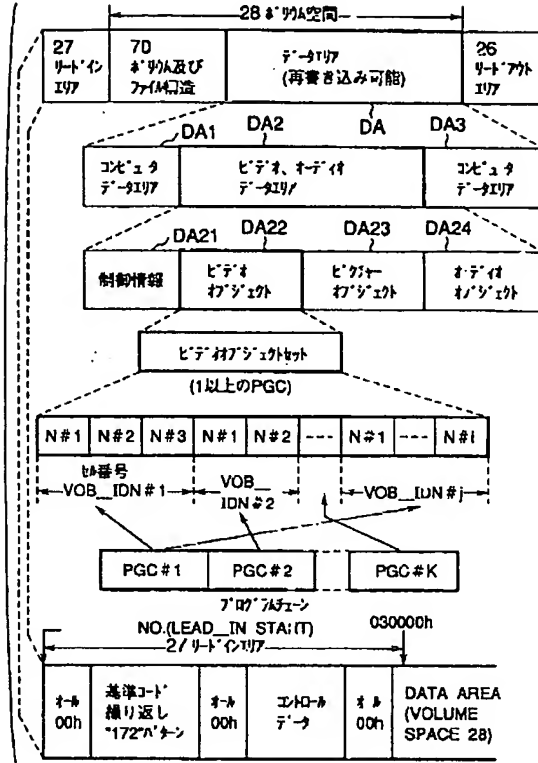 28 ボリウム空間
27
リードイン
エリア
70
ボリウム及び
ファイル構造
データエリア
(再書き込み可能)
26
リードアウト
エリア
DA1
DA2
DA
DA3
コンピュータ
データエリア
ビデオ、オーディオ
データエリア
コンピュータ
データエリア
DA21
DA22
DA23
DA24
制御情報
ビデオ
オブジェクト
ピクチャー
オブジェクト
オーディオ
オブジェクト
ビデオオブジェクトセット
(1以上のPGC)
N#1 N#2 N#3 N#1 N#2 ---- N#1 ---- N#i
セル番号
VOB__IDN#1
VOB__
IDN#2
VOB__IDN#j
PGC#1 PGC#2 PGC#K
プログラムチェーン
NO.(LEAD__IN START)
030000h
27 リードインエリア
オール
00h
基準コード
繰り返し
"172"パターン
オール
00h
コントロール
データ
オール
00h
DATA AREA
(VOLUME
SPACE 28)